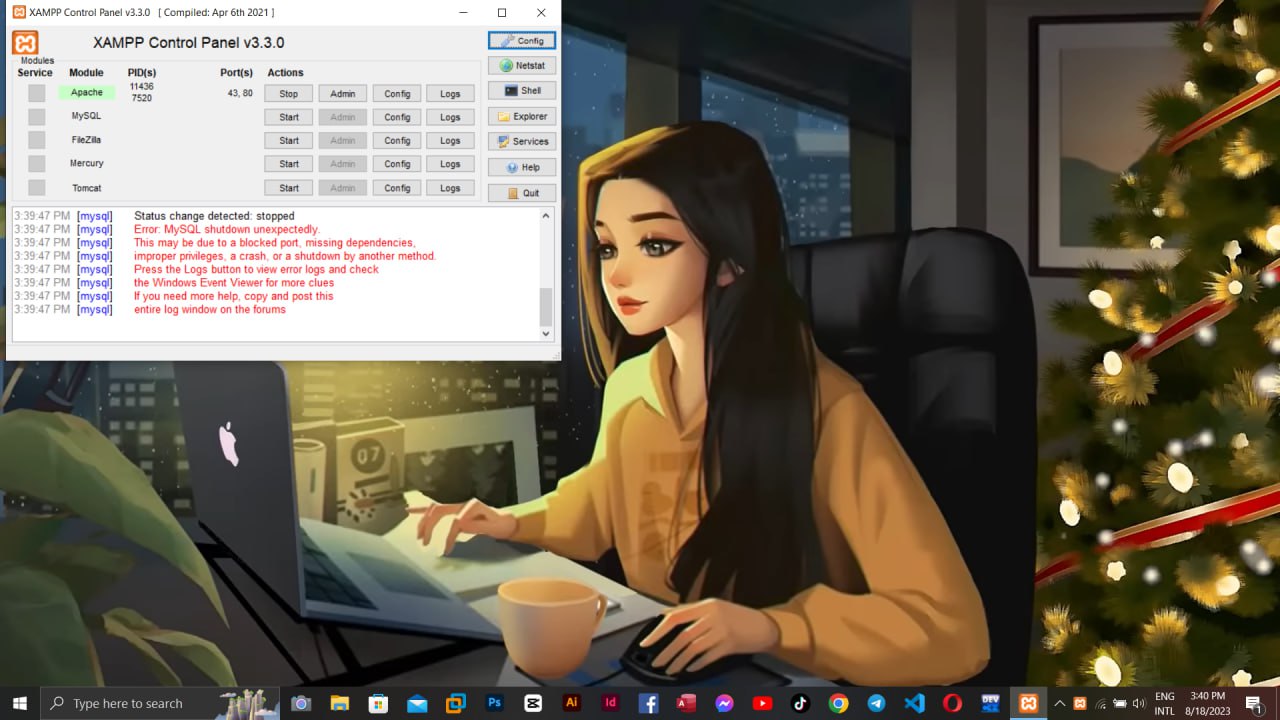 XAMPP Control Panel v3.3.0 [ Compiled: Apr 6th 2021 ]
XAMPP Control Panel v3.3.0
Config
Modules
Service Module PID(s) Port(s) Actions
Netstat
Apache 11436 7520 43, 80 Stop Admin Config Logs
Shell
MySQL Start Admin Config Logs
Explorer
FileZilla Start Admin Config Logs
Services
Mercury Start Admin Config Logs
Help
Tomcat Start Admin Config Logs
Quit
3:39:47 PM [mysql] Status change detected: stopped
3:39:47 PM [mysql] Error: MySQL shutdown unexpectedly.
3:39:47 PM [mysql] This may be due to a blocked port, missing dependencies,
3:39:47 PM [mysql] improper privileges, a crash, or a shutdown by another method.
3:39:47 PM [mysql] Press the Logs button to view error logs and check
3:39:47 PM [mysql] the Windows Event Viewer for more clues
3:39:47 PM [mysql] If you need more help, copy and post this
3:39:47 PM [mysql] entire log window on the forums
07
Type here to search
Ps
Ai
Id
DEV
ENG
INTL
3:40 PM
8/18/2023
1